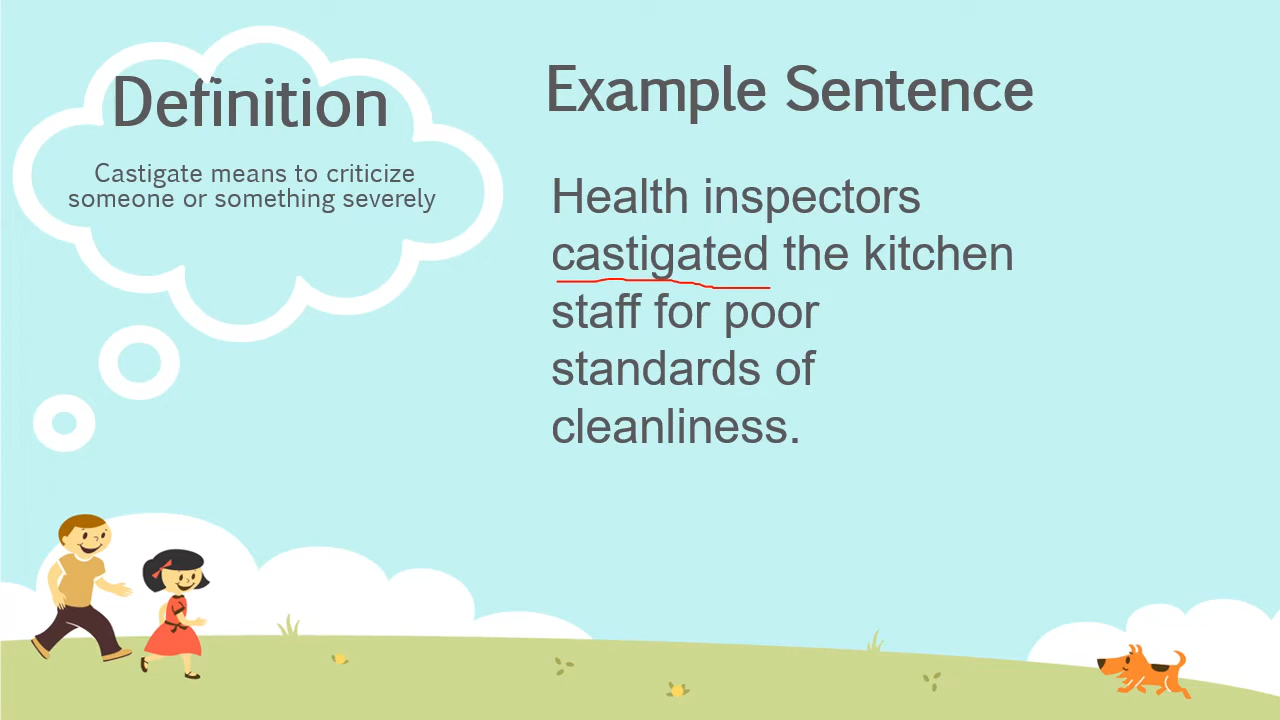 Definition
Castigate means to criticize
someone or something severely
Example Sentence
Health inspectors
castigated the kitchen
staff for poor
standards of
cleanliness.